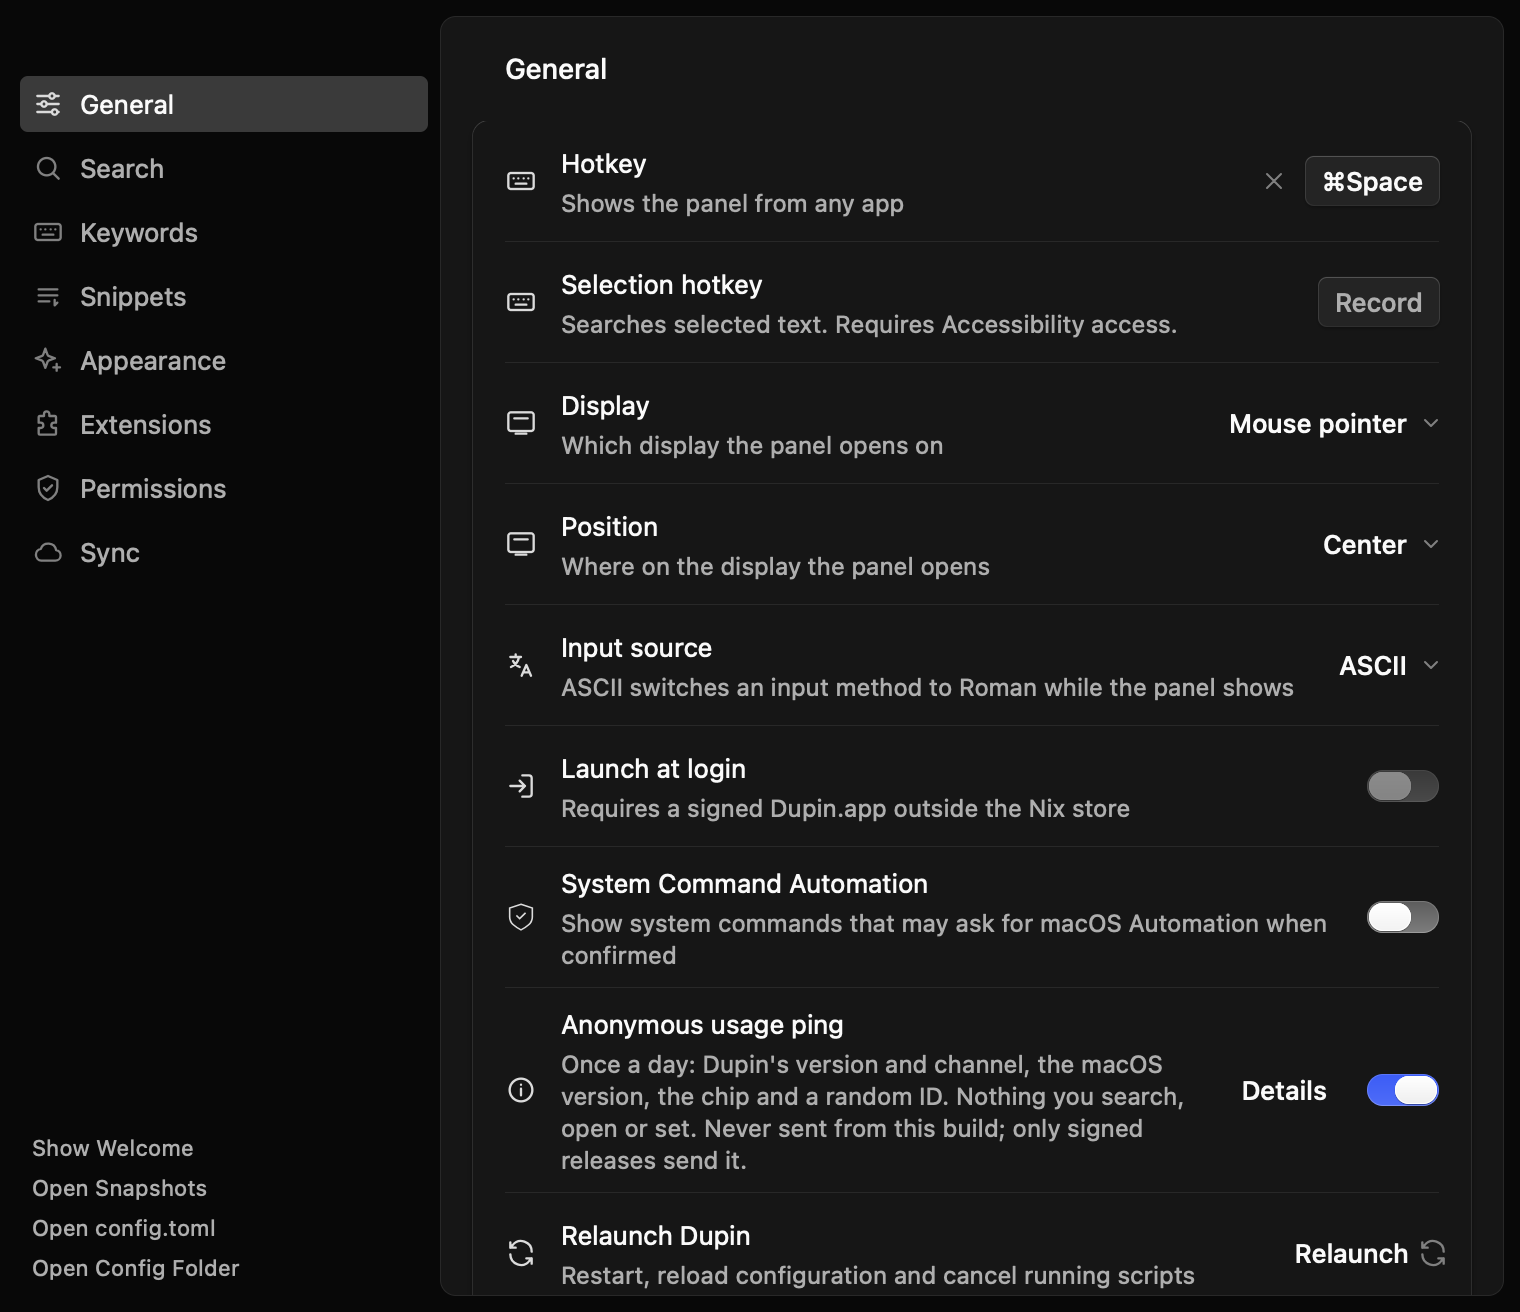 General
Search
Keywords
Snippets
Appearance
Extensions
Permissions
Sync
Show Welcome
Open Snapshots
Open config.toml
Open Config Folder
General
Hotkey
Shows the panel from any app
⌘Space
Selection hotkey
Searches selected text. Requires Accessibility access.
Record
Display
Which display the panel opens on
Mouse pointer
Position
Where on the display the panel opens
Center
Input source
ASCII switches an input method to Roman while the panel shows
ASCII
Launch at login
Requires a signed Dupin.app outside the Nix store
System Command Automation
Show system commands that may ask for macOS Automation when
confirmed
Anonymous usage ping
Once a day: Dupin's version and channel, the macOS
version, the chip and a random ID. Nothing you search,
open or set. Never sent from this build; only signed
releases send it.
Details
Relaunch Dupin
Restart, reload configuration and cancel running scripts
Relaunch